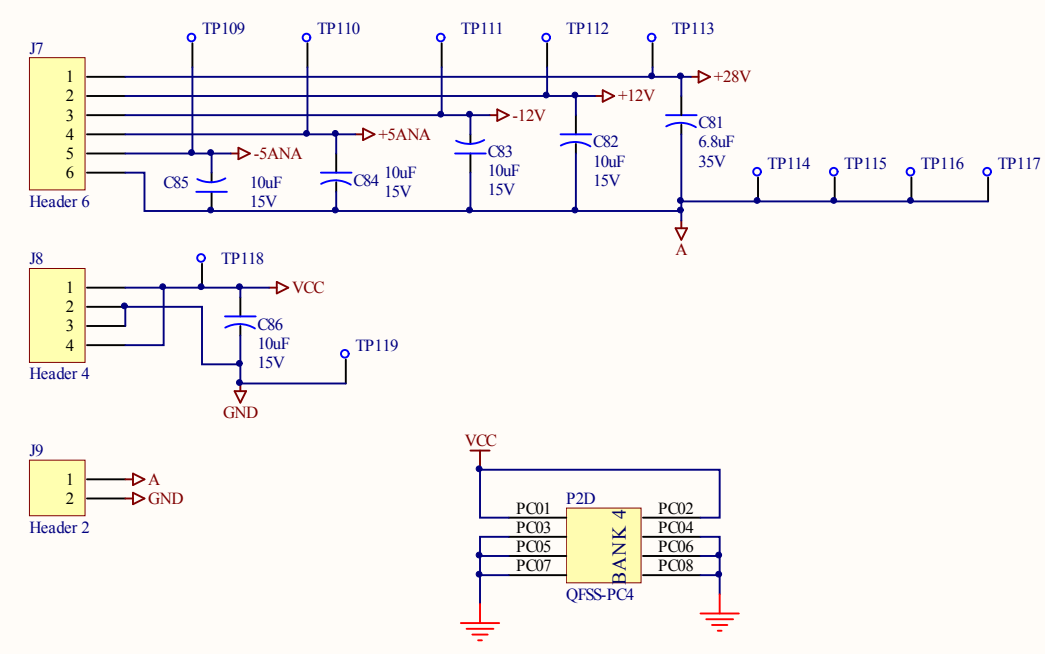 TP109
TP110
TP111
TP112
TP113
J7
1
2
3
4
5
6
Header 6
+28V
+12V
-12V
+5ANA
-5ANA
C81
6.8uF
35V
C82
10uF
15V
C83
10uF
15V
C84
10uF
15V
C85
10uF
15V
TP114
TP115
TP116
TP117
A
J8
1
2
3
4
Header 4
TP118
VCC
C86
10uF
15V
TP119
GND
J9
1
2
Header 2
A
GND
VCC
P2D
PC01
PC03
PC05
PC07
BANK 4
PC02
PC04
PC06
PC08
QFSS-PC4